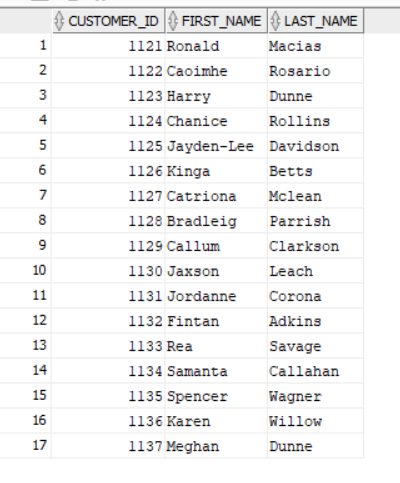 CUSTOMER_ID FIRST_NAME LAST_NAME
1 1121 Ronald Macias
2 1122 Caoimhe Rosario
3 1123 Harry Dunne
4 1124 Chanice Rollins
5 1125 Jayden-Lee Davidson
6 1126 Kinga Betts
7 1127 Catriona Mclean
8 1128 Bradleig Parrish
9 1129 Callum Clarkson
10 1130 Jaxson Leach
11 1131 Jordanne Corona
12 1132 Fintan Adkins
13 1133 Rea Savage
14 1134 Samanta Callahan
15 1135 Spencer Wagner
16 1136 Karen Willow
17 1137 Meghan Dunne